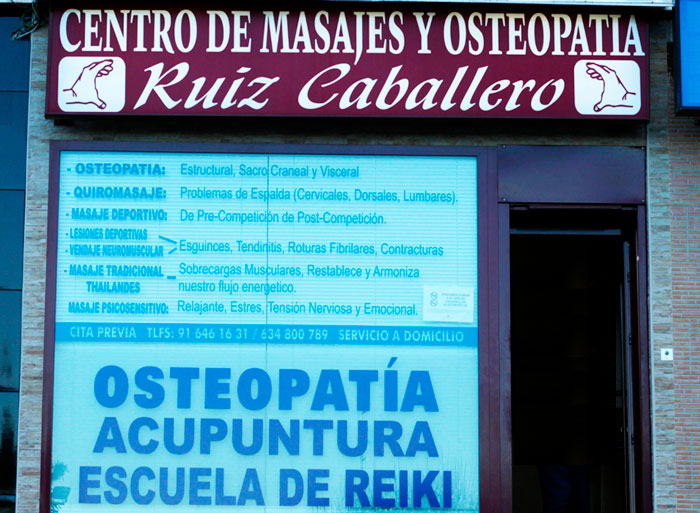 CENTRO DE MASAJES Y OSTEOPATIA
Ruiz Caballero
- OSTEOPATIA: Estructural, Sacro Craneal y Visceral
- QUIROMASAJE: Problemas de Espalda (Cervicales, Dorsales, Lumbares).
- MASAJE DEPORTIVO: De Pre-Competición de Post-Competición.
- LESIONES DEPORTIVAS
- VENDAJE NEUROMUSCULAR > Esguinces, Tendinitis, Roturas Fibrilares, Contracturas
- MASAJE TRADICIONAL - Sobrecargas Musculares, Restablece y Armoniza
THAILANDES nuestro flujo energetico.
MASAJE PSICOSENSITIVO: Relajante, Estres, Tensión Nerviosa y Emocional.
CITA PREVIA TLFS: 91 646 16 31 / 634 800 789 SERVICIO A DOMICILIO
OSTEOPATÍA
ACUPUNTURA
ESCUELA DE REIKI